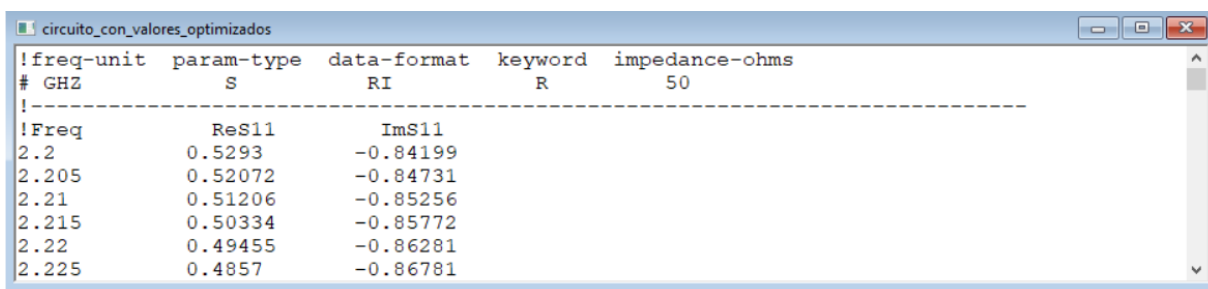 circuito_con_valores_optimizados
!freq-unit param-type data-format keyword impedance-ohms
# GHZ S RI R 50
!-----------------------------------------------------------------------------
!Freq ReS11 ImS11
2.2 0.5293 -0.84199
2.205 0.52072 -0.84731
2.21 0.51206 -0.85256
2.215 0.50334 -0.85772
2.22 0.49455 -0.86281
2.225 0.4857 -0.86781